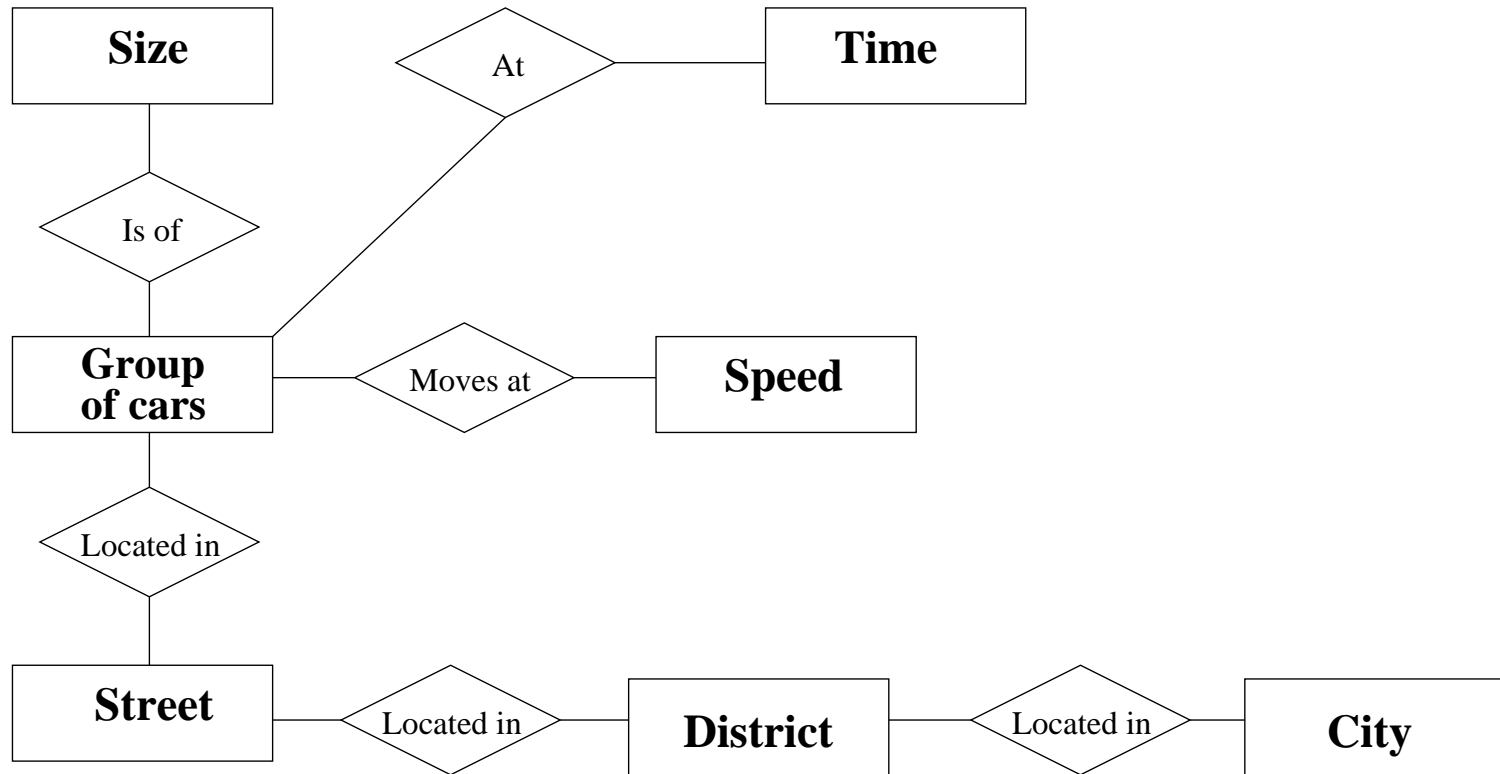 Size
At
Time
Is of
Group
of cars
Moves at
Speed
Located in
Street
Located in
District
Located in
City